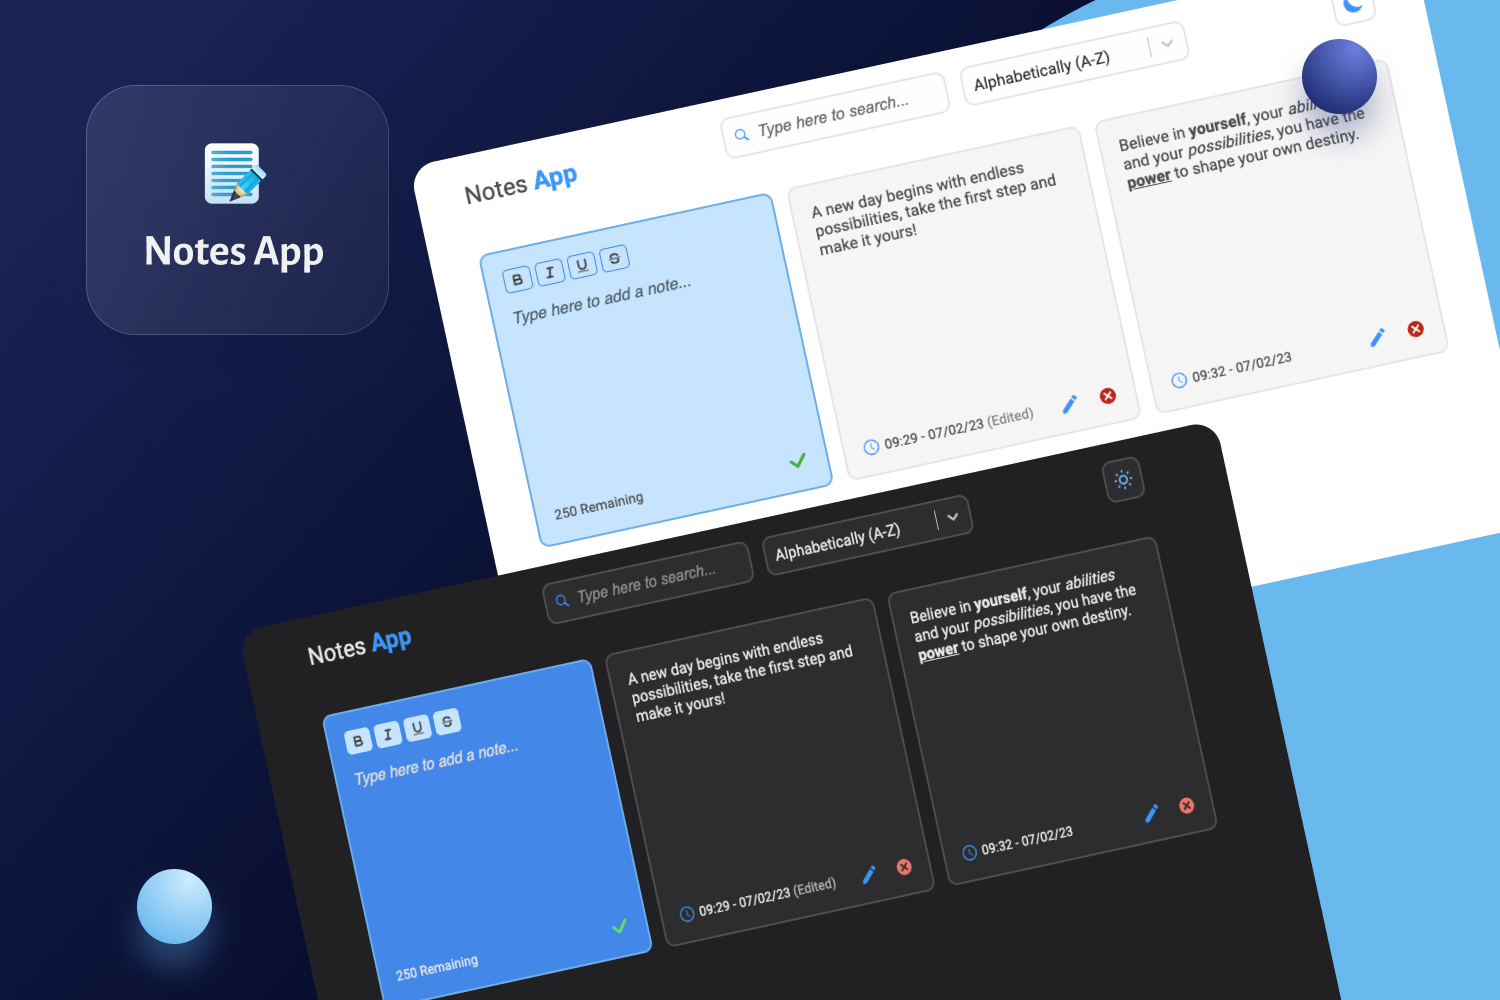 Notes App
Type here to search...
Alphabetically (A-Z)
Notes App
B I U S
Type here to add a note...
250 Remaining
A new day begins with endless
possibilities, take the first step and
make it yours!
09:29 - 07/02/23 (Edited)
Believe in yourself, your
and your possibilities, you have the
power to shape your own destiny.
09:32 - 07/02/23
Type here to search...
Alphabetically (A-Z)
Notes App
B I U S
Type here to add a note...
250 Remaining
A new day begins with endless
possibilities, take the first step and
make it yours!
09:29 - 07/02/23 (Edited)
Believe in yourself, your abilities
and your possibilities, you have the
power to shape your own destiny.
09:32 - 07/02/23